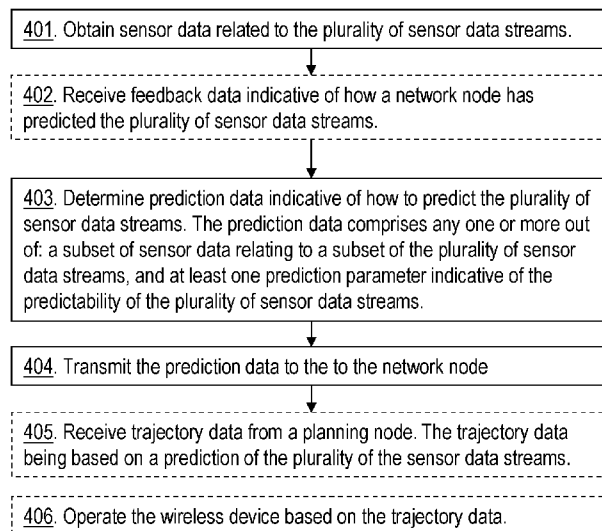 401. Obtain sensor data related to the plurality of sensor data streams.
402. Receive feedback data indicative of how a network node has
predicted the plurality of sensor data streams.
403. Determine prediction data indicative of how to predict the plurality of
sensor data streams. The prediction data comprises any one or more out
of: a subset of sensor data relating to a subset of the plurality of sensor
data streams, and at least one prediction parameter indicative of the
predictability of the plurality of sensor data streams.
404. Transmit the prediction data to the to the network node
405. Receive trajectory data from a planning node. The trajectory data
being based on a prediction of the plurality of the sensor data streams.
406. Operate the wireless device based on the trajectory data.